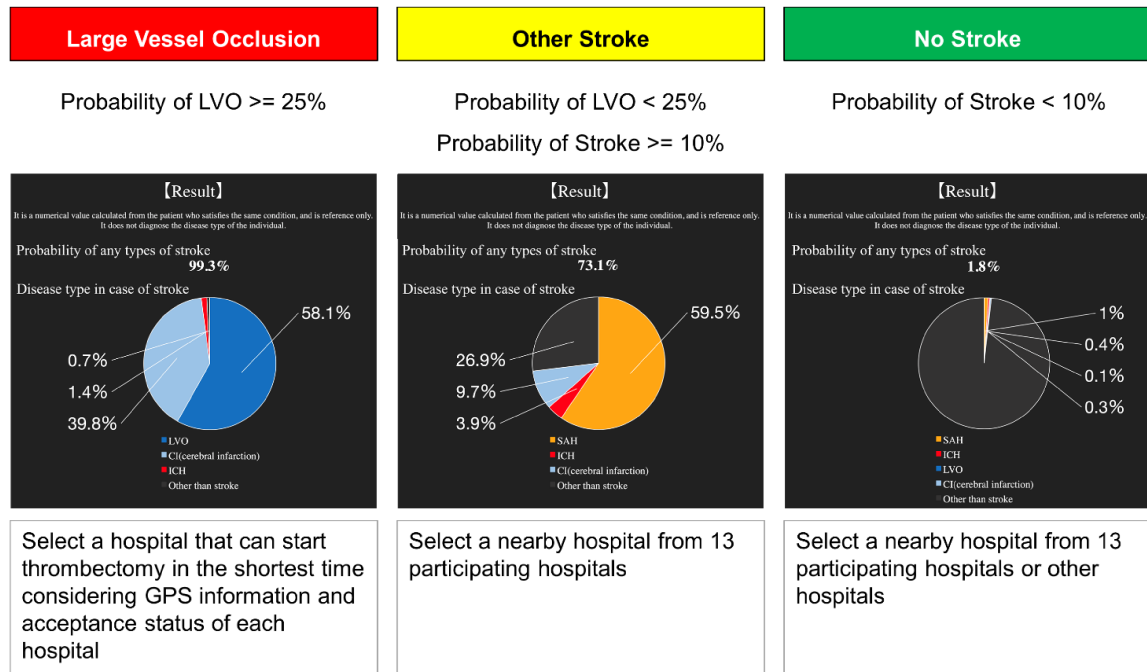 Large Vessel Occlusion
Probability of LVO >= 25%
【Result】
It is a numerical value calculated from the patient who satisfies the same condition, and is reference only.
It does not diagnose the disease type of the individual.
Probability of any types of stroke
99.3%
Disease type in case of stroke
58.1%
0.7%
1.4%
39.8%
LVO
CI(cerebral infarction)
ICH
Other than stroke
Select a hospital that can start
thrombectomy in the shortest time
considering GPS information and
acceptance status of each
hospital
Other Stroke
Probability of LVO < 25%
Probability of Stroke >= 10%
【Result】
It is a numerical value calculated from the patient who satisfies the same condition, and is reference only.
It does not diagnose the disease type of the individual.
Probability of any types of stroke
73.1%
Disease type in case of stroke
59.5%
26.9%
9.7%
3.9%
SAH
ICH
CI(cerebral infarction)
Other than stroke
Select a nearby hospital from 13
participating hospitals
No Stroke
Probability of Stroke < 10%
【Result】
It is a numerical value calculated from the patient who satisfies the same condition, and is reference only.
It does not diagnose the disease type of the individual.
Probability of any types of stroke
1.8%
Disease type in case of stroke
1%
0.4%
0.1%
0.3%
SAH
ICH
LVO
CI(cerebral infarction)
Other than stroke
Select a nearby hospital from 13
participating hospitals or other
hospitals